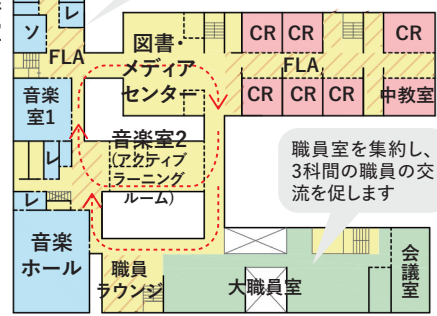 レ
ソ
FLA
図書・
メディア
センター
CR
CR
CR
FLA
CR
CR
CR
中教室
音楽
室1
音楽室2
(アクティブ
ラーニング
ルーム)
レ
レ
職員室を集約し、
3科間の職員の交
流を促します
音楽
ホール
職員
ラウンジ
大職員室
会議室